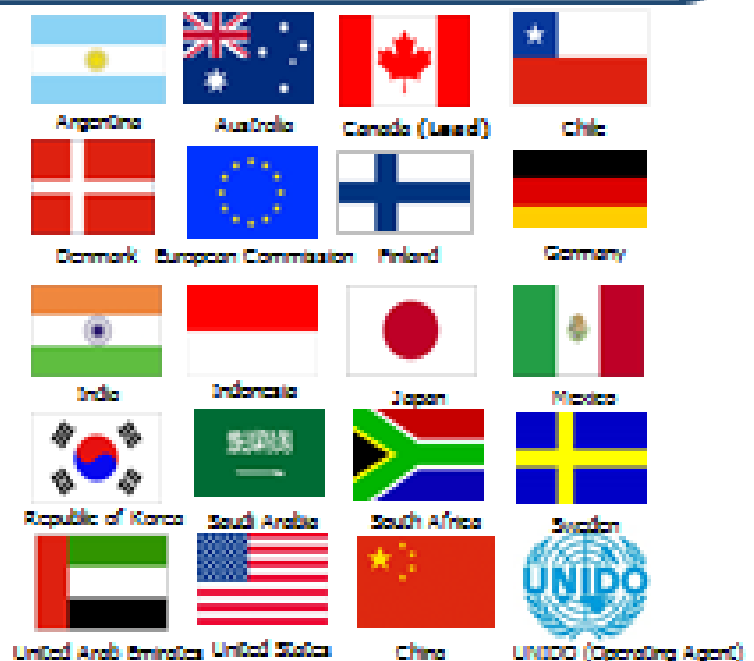 Argentina Australia Canada (Lead) Chile
Denmark European Commission Finland Germany
India Indonesia Japan Mexico
Republic of Korea Saudi Arabia South Africa Sweden
UNIDO
United Arab Emirates United States China UNIDO (Operating Agent)